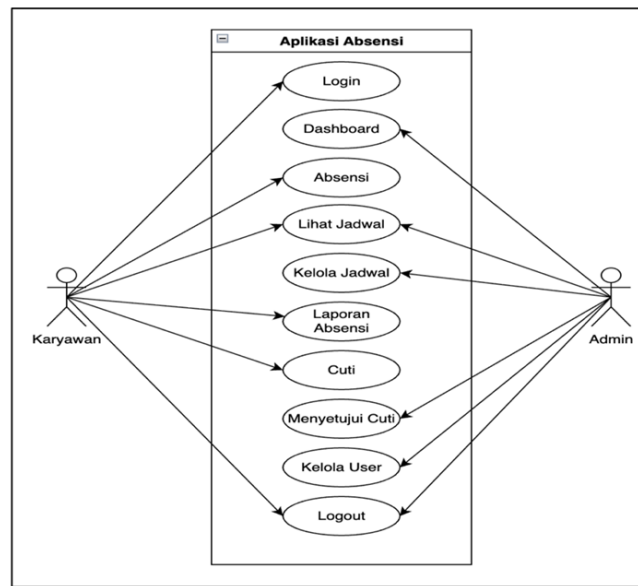 Aplikasi Absensi
Login
Dashboard
Absensi
Lihat Jadwal
Kelola Jadwal
Laporan
Absensi
Cuti
Menyetujui Cuti
Kelola User
Logout
Karyawan
Admin